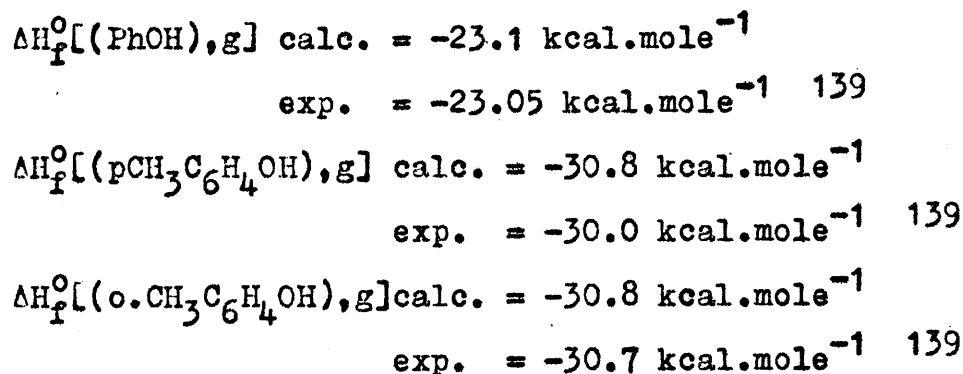 ΔH°f[(PhOH),g] calc. = -23.1 kcal.mole⁻¹
exp. = -23.05 kcal.mole⁻¹ 139
ΔH°f[(pCH₃C₆H₄OH),g] calc. = -30.8 kcal.mole⁻¹
exp. = -30.0 kcal.mole⁻¹ 139
ΔH°f[(o.CH₃C₆H₄OH),g]calc. = -30.8 kcal.mole⁻¹
exp. = -30.7 kcal.mole⁻¹ 139